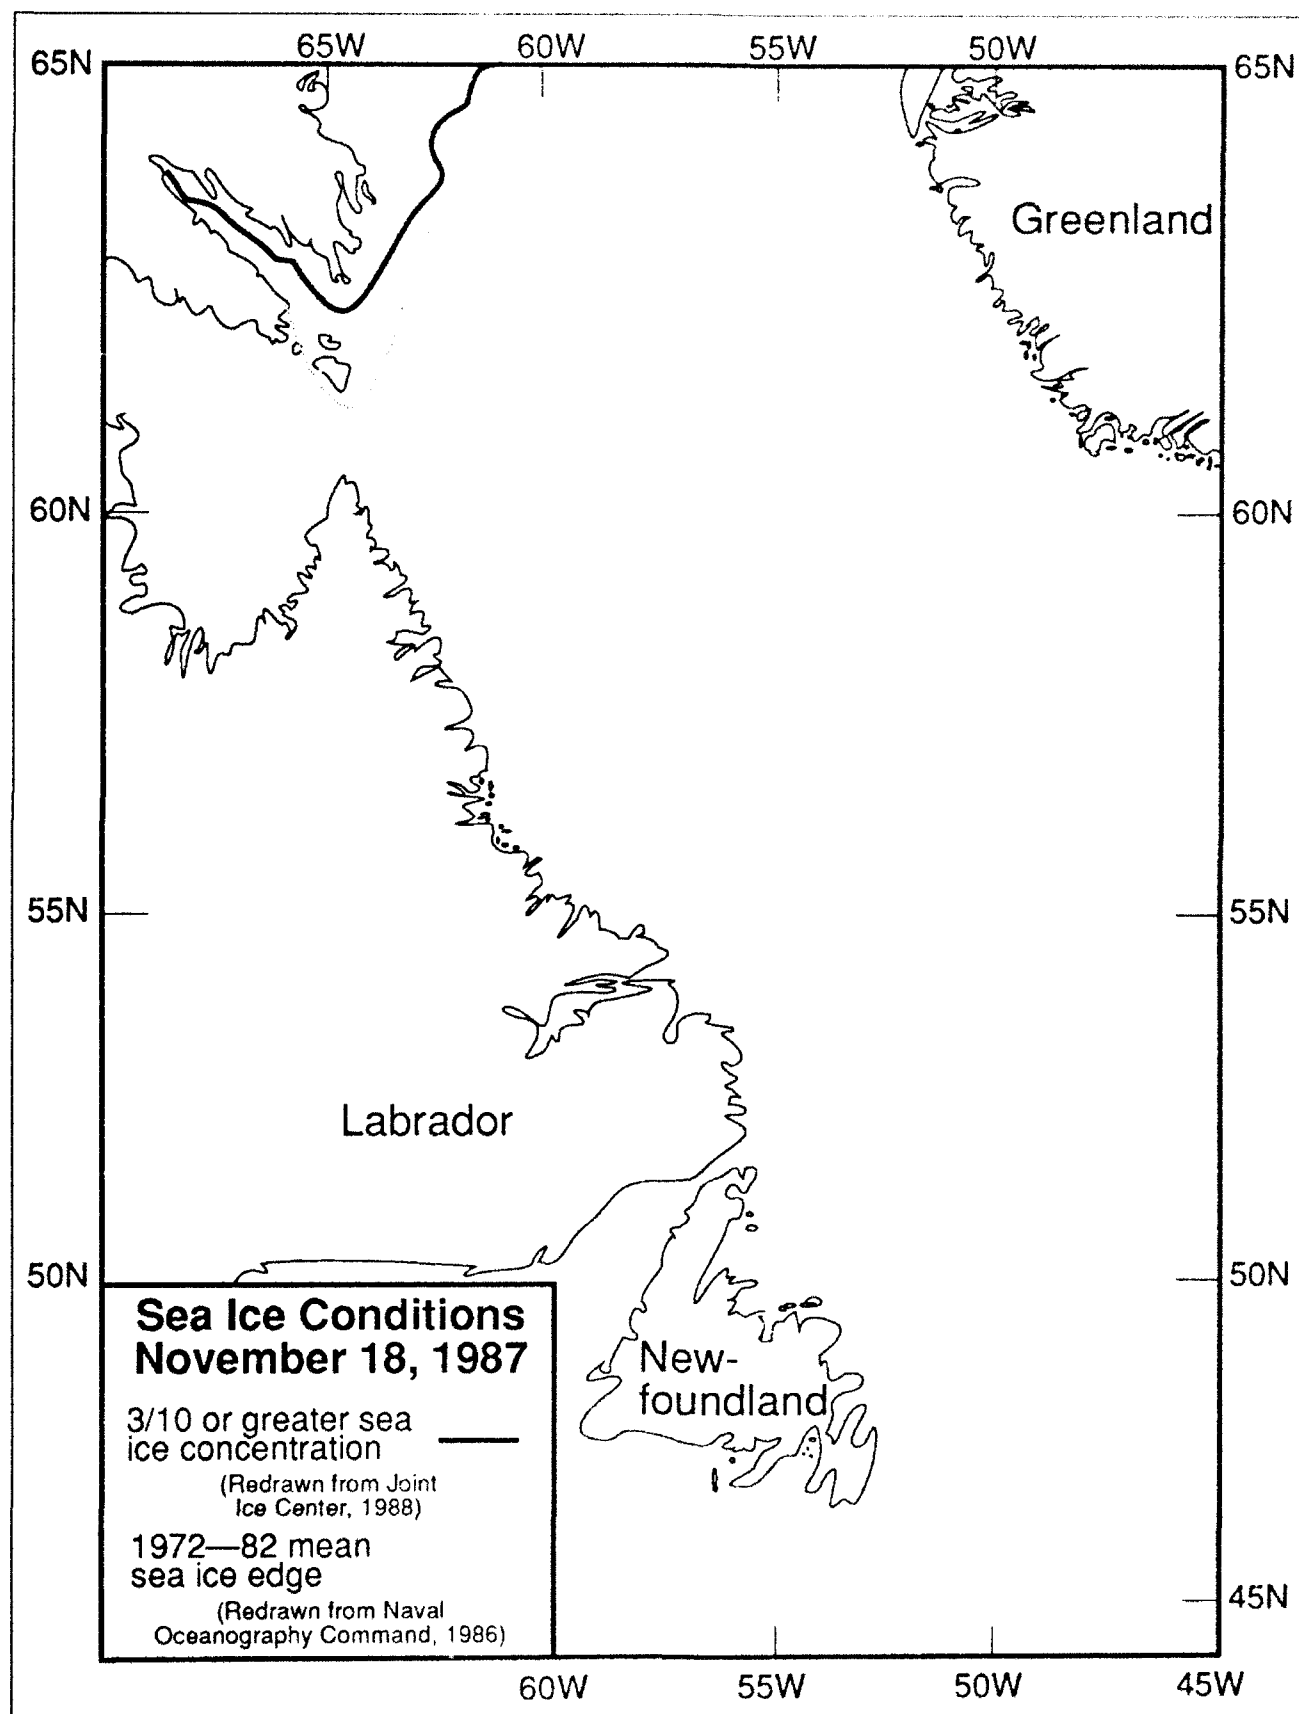 65W 60W 55W 50W
65N 65N
Greenland
60N 60N
55N 55N
Labrador
50N 50N
Sea Ice Conditions
November 18, 1987
New-
foundland
3/10 or greater sea
ice concentration
(Redrawn from Joint
Ice Center, 1988)
1972—82 mean
sea ice edge
(Redrawn from Naval
Oceanography Command, 1986)
45N
60W 55W 50W 45W